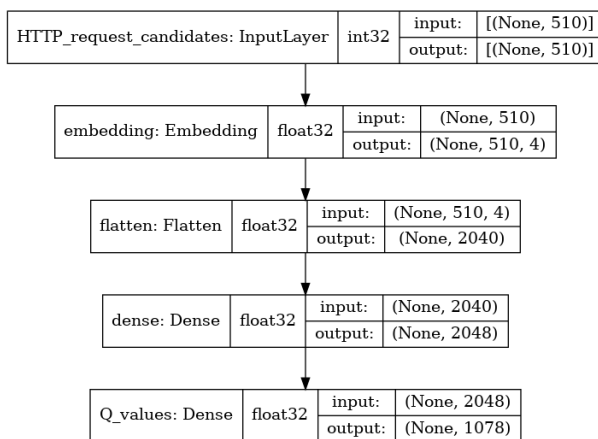 HTTP_request_candidates: InputLayer int32 input: [(None, 510)]
output: [(None, 510)]
embedding: Embedding float32 input: (None, 510)
output: (None, 510, 4)
flatten: Flatten float32 input: (None, 510, 4)
output: (None, 2040)
dense: Dense float32 input: (None, 2040)
output: (None, 2048)
Q_values: Dense float32 input: (None, 2048)
output: (None, 1078)